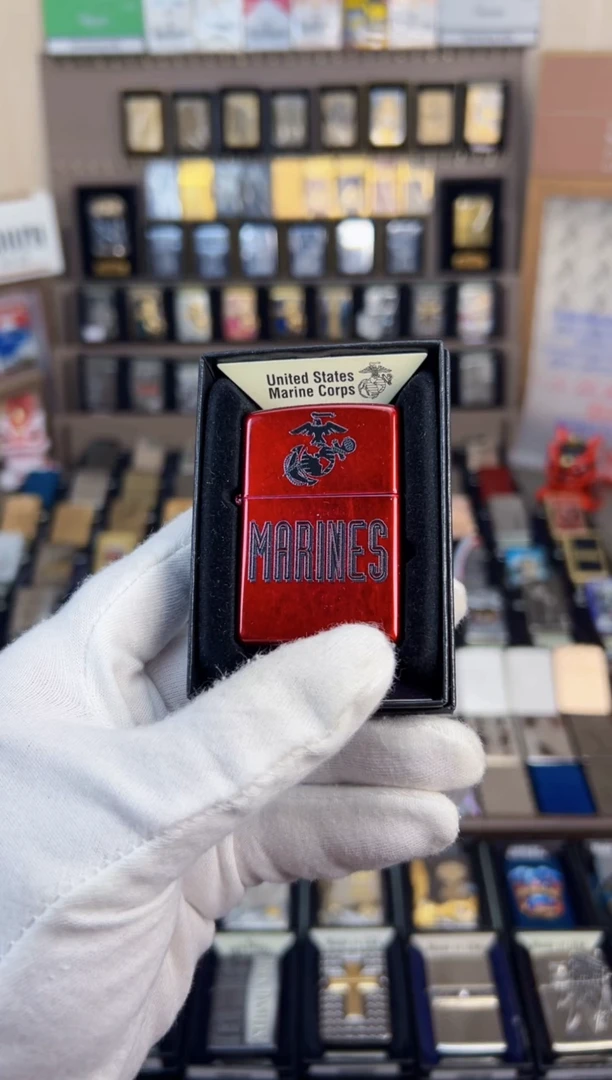 United States
Marine Corps
MARINES